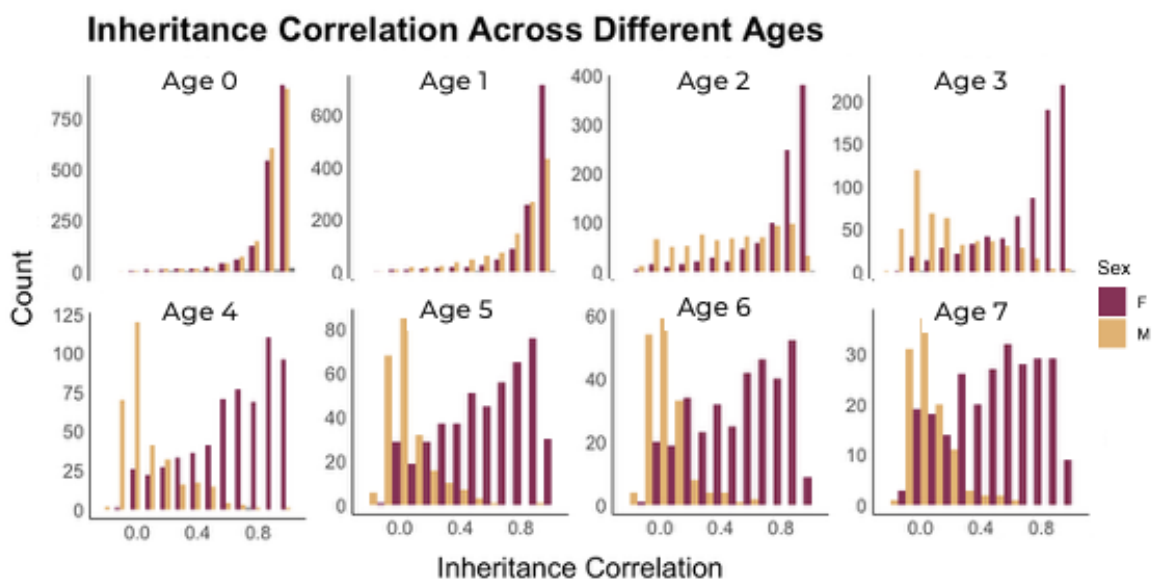 Inheritance Correlation Across Different Ages
Age 0
Age 1
Age 2
Age 3
750
500
250
0
600
400
200
0
400
300
200
100
0
200
150
100
50
0
Count
Age 4
Age 5
Age 6
Age 7
125
100
75
50
25
0
80
60
40
20
0
60
40
20
0
30
20
10
0
0.0 0.4 0.8
0.0 0.4 0.8
0.0 0.4 0.8
0.0 0.4 0.8
Inheritance Correlation
Sex
F
M